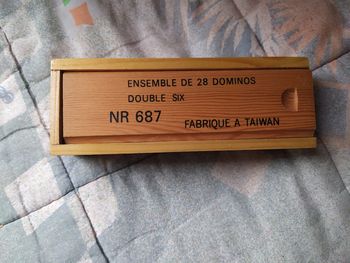 ENSEMBLE DE 28 DOMINOS
DOUBLE SIX
NR 687
FABRIQUE A TAIWAN